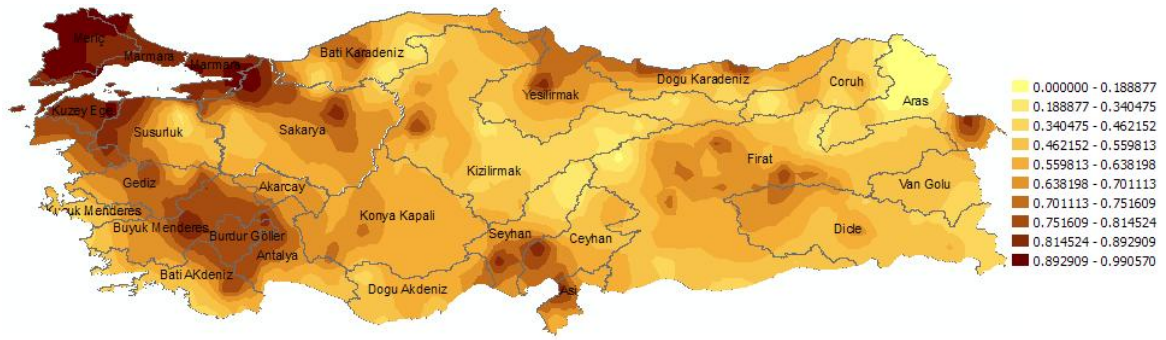 Meriç
Marmara
Marmara
Bati Karadeniz
Dogu Karadeniz
Coruh
Yesilırmak
Aras
Kuzey Ege
Susurluk
Sakarya
Firat
Kizilirmak
Van Golu
Gediz
Akarcay
Kuçuk Menderes
Konya Kapali
Buyuk Menderes
Burdur Göller
Seyhan
Ceyhan
Dicle
Antalya
Bati AKdeniz
Dogu Akdeniz
Asi
0.000000 - 0.188877
0.188877 - 0.340475
0.340475 - 0.462152
0.462152 - 0.559813
0.559813 - 0.638198
0.638198 - 0.701113
0.701113 - 0.751609
0.751609 - 0.814524
0.814524 - 0.892909
0.892909 - 0.990570